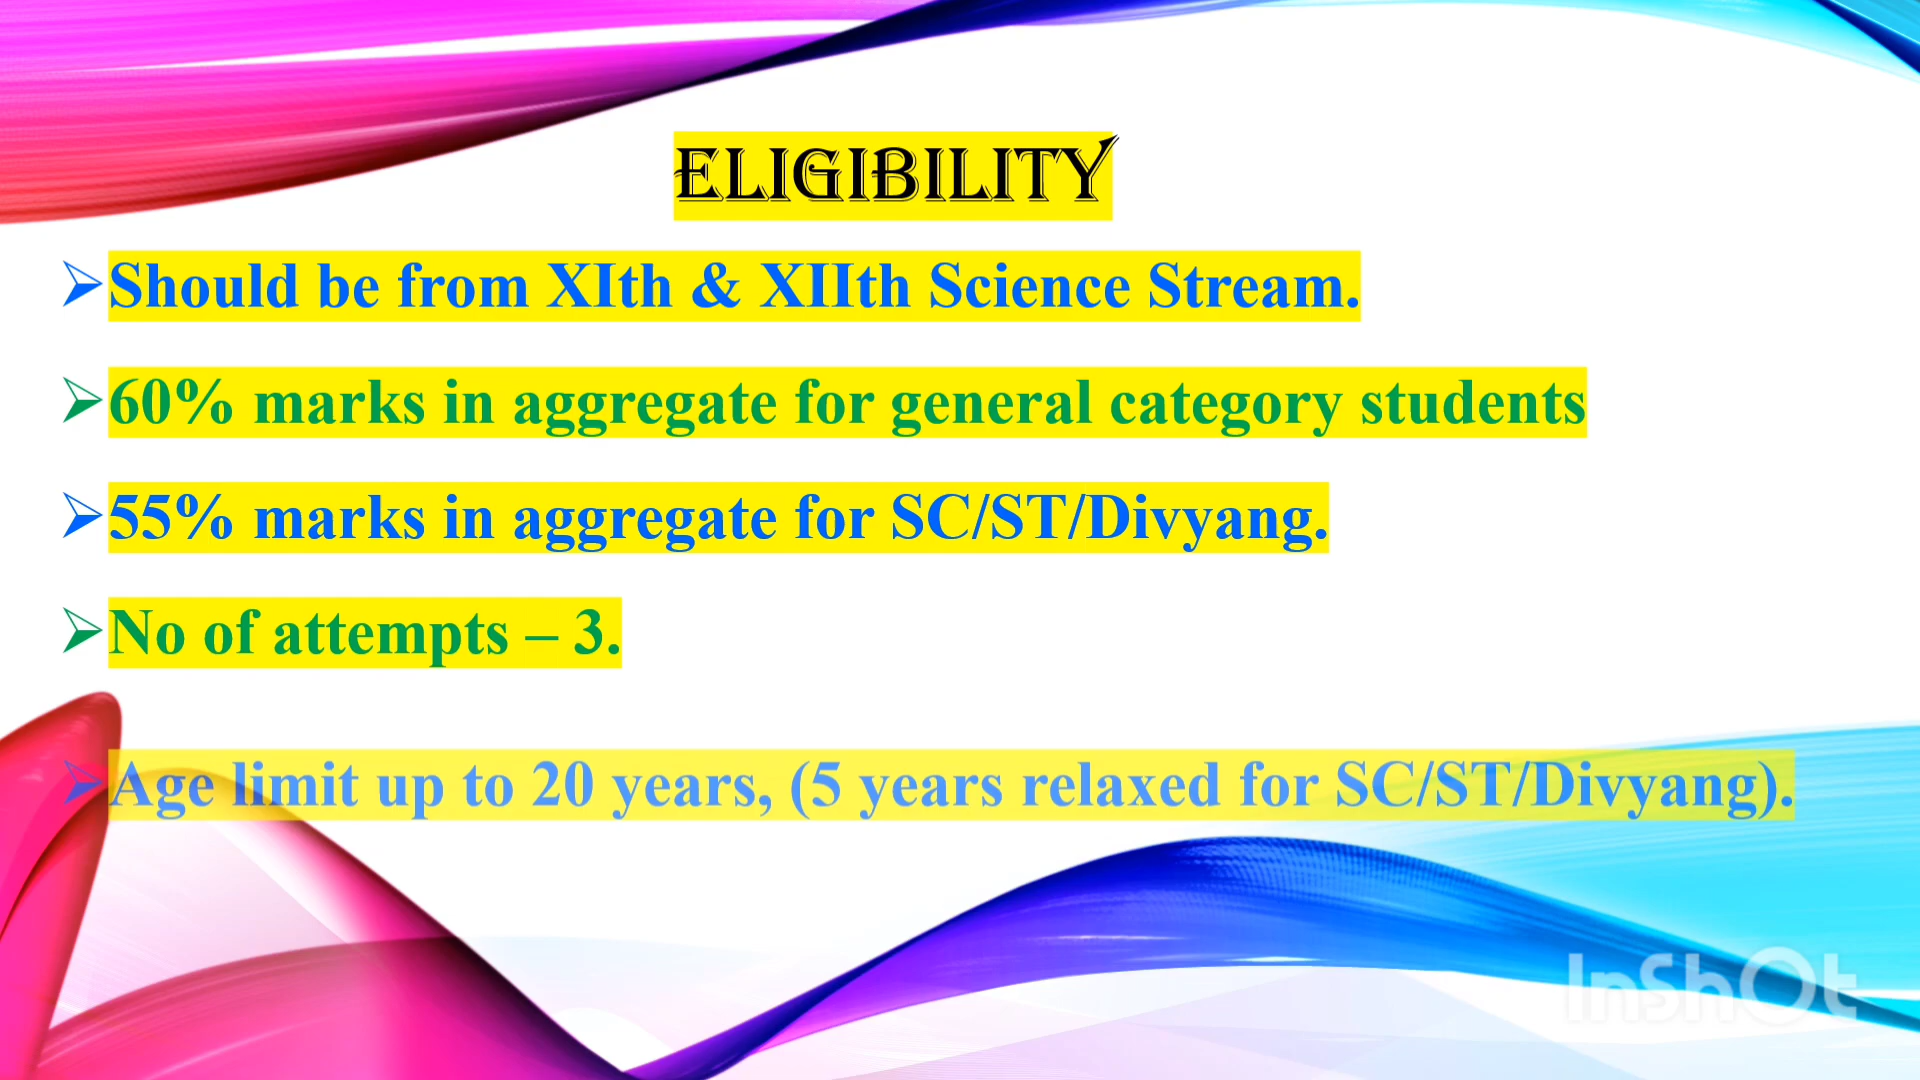 ELIGIBILITY
➢Should be from XIth & XIIth Science Stream.
➢60% marks in aggregate for general category students
➢55% marks in aggregate for SC/ST/Divyang.
➢No of attempts – 3.
➢Age limit up to 20 years, (5 years relaxed for SC/ST/Divyang).
InShOt